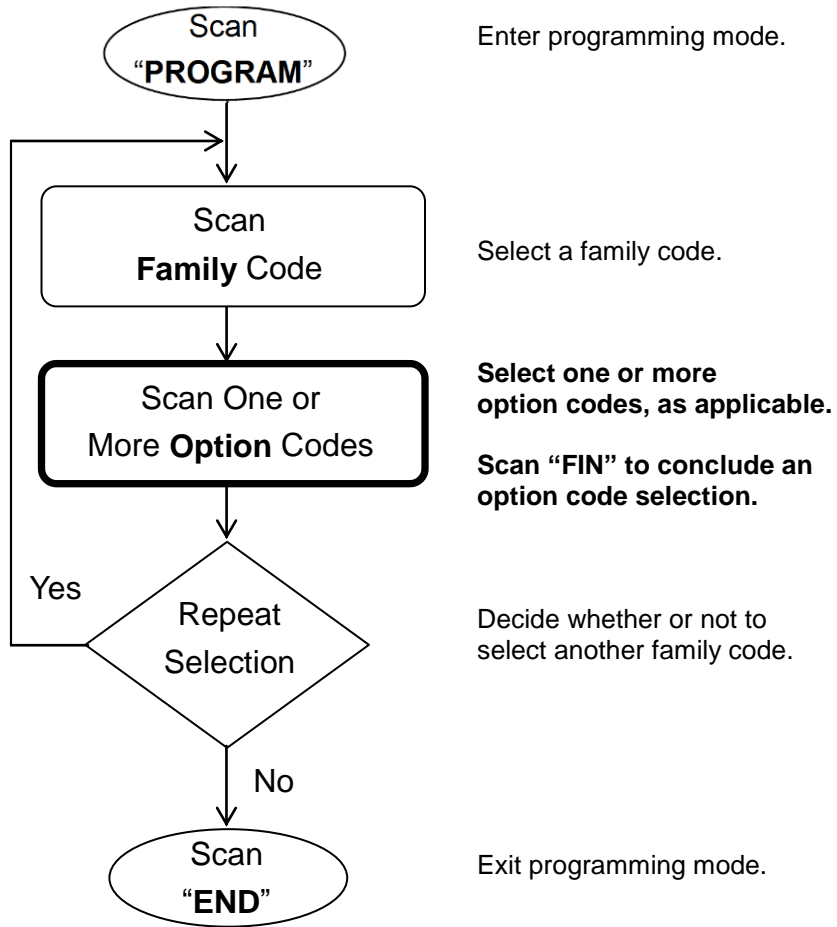 Scan
“PROGRAM”
Enter programming mode.
Scan
Family Code
Select a family code.
Scan One or
More Option Codes
Select one or more
option codes, as applicable.
Scan “FIN” to conclude an
option code selection.
Yes
Repeat
Selection
Decide whether or not to
select another family code.
No
Scan
“END”
Exit programming mode.